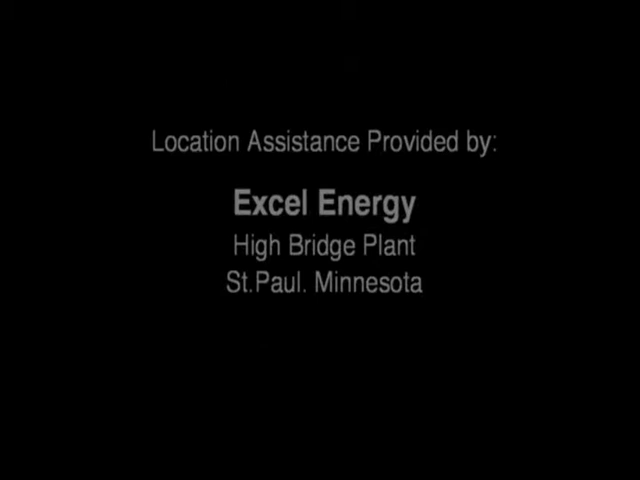 Location Assistance Provided by:
Excel Energy
High Bridge Plant
St.Paul. Minnesota